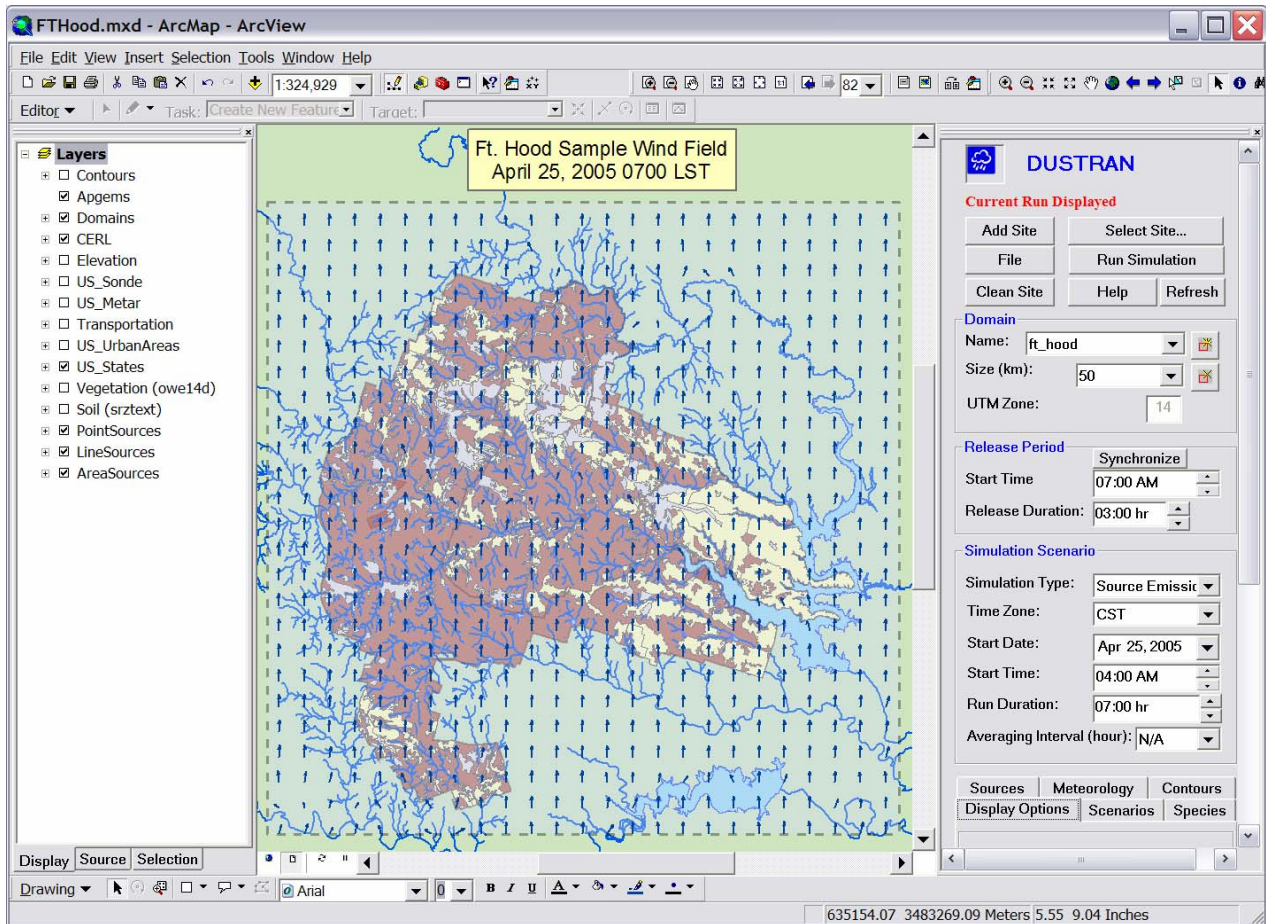 FTHood.mxd - ArcMap - ArcView
File Edit View Insert Selection Tools Window Help
1:324,929
82
Editor
Task: Create New Feature
Target:
Layers
Contours
Apgems
Domains
CERL
Elevation
US_Sonde
US_Metar
Transportation
US_UrbanAreas
US_States
Vegetation (owe14d)
Soil (srztext)
PointSources
LineSources
AreaSources
Display Source Selection
Ft. Hood Sample Wind Field
April 25, 2005 0700 LST
DUSTRAN
Current Run Displayed
Add Site Select Site...
File Run Simulation
Clean Site Help Refresh
Domain
Name: ft_hood
Size (km): 50
UTM Zone: 14
Release Period
Synchronize
Start Time 07:00 AM
Release Duration: 03:00 hr
Simulation Scenario
Simulation Type: Source Emissic
Time Zone: CST
Start Date: Apr 25, 2005
Start Time: 04:00 AM
Run Duration: 07:00 hr
Averaging Interval (hour): N/A
Sources Meteorology Contours
Display Options Scenarios Species
Drawing Arial 0 B I U A
635154.07 3483269.09 Meters 5.55 9.04 Inches